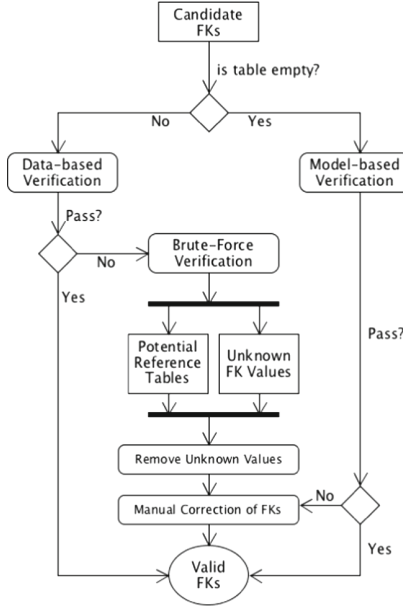 Candidate
FKs
is table empty?
No
Yes
Data-based
Verification
Model-based
Verification
Pass?
No
Brute-Force
Verification
Yes
Pass?
Potential
Reference
Tables
Unknown
FK Values
Remove Unknown Values
Manual Correction of FKs
No
Yes
Valid
FKs